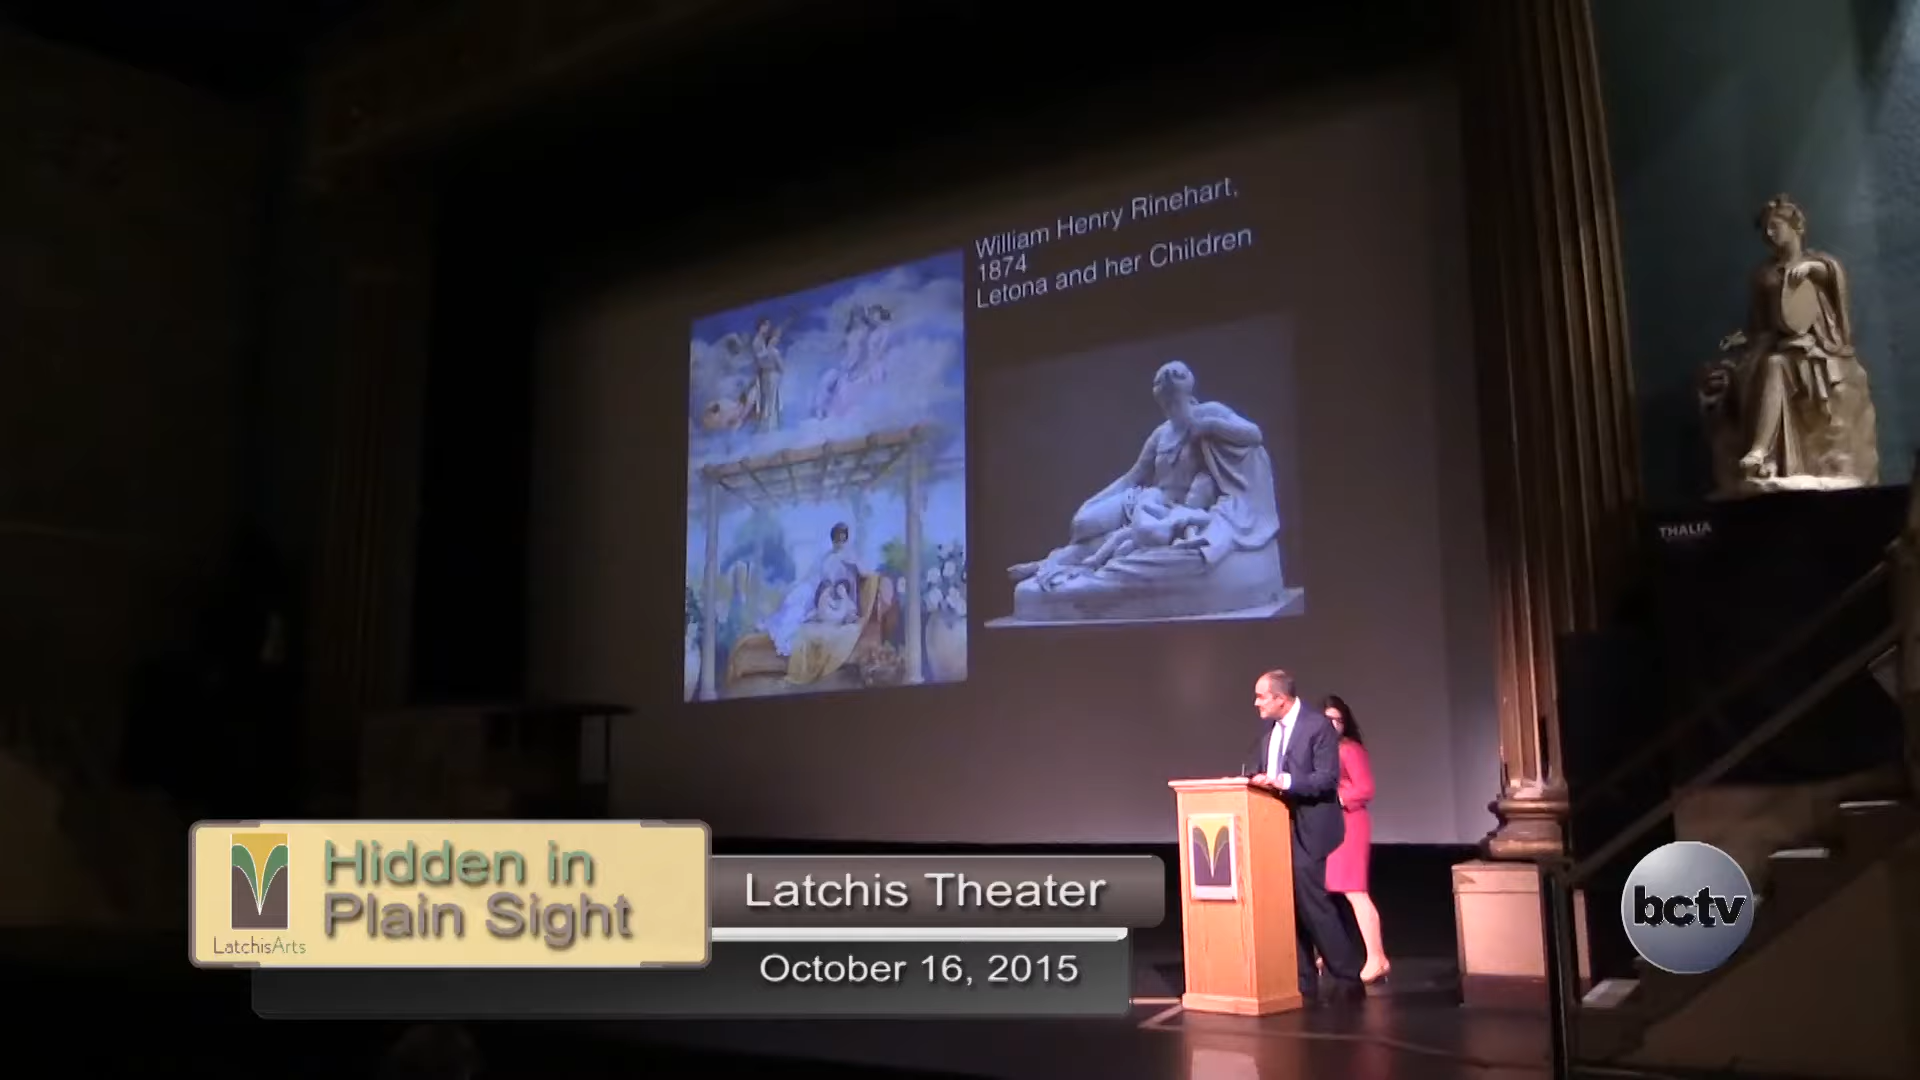 William Henry Rinehart,
1874
Letona and her Children
THALIA
Hidden in
Plain Sight
LatchisArts
Latchis Theater
October 16, 2015
bctv